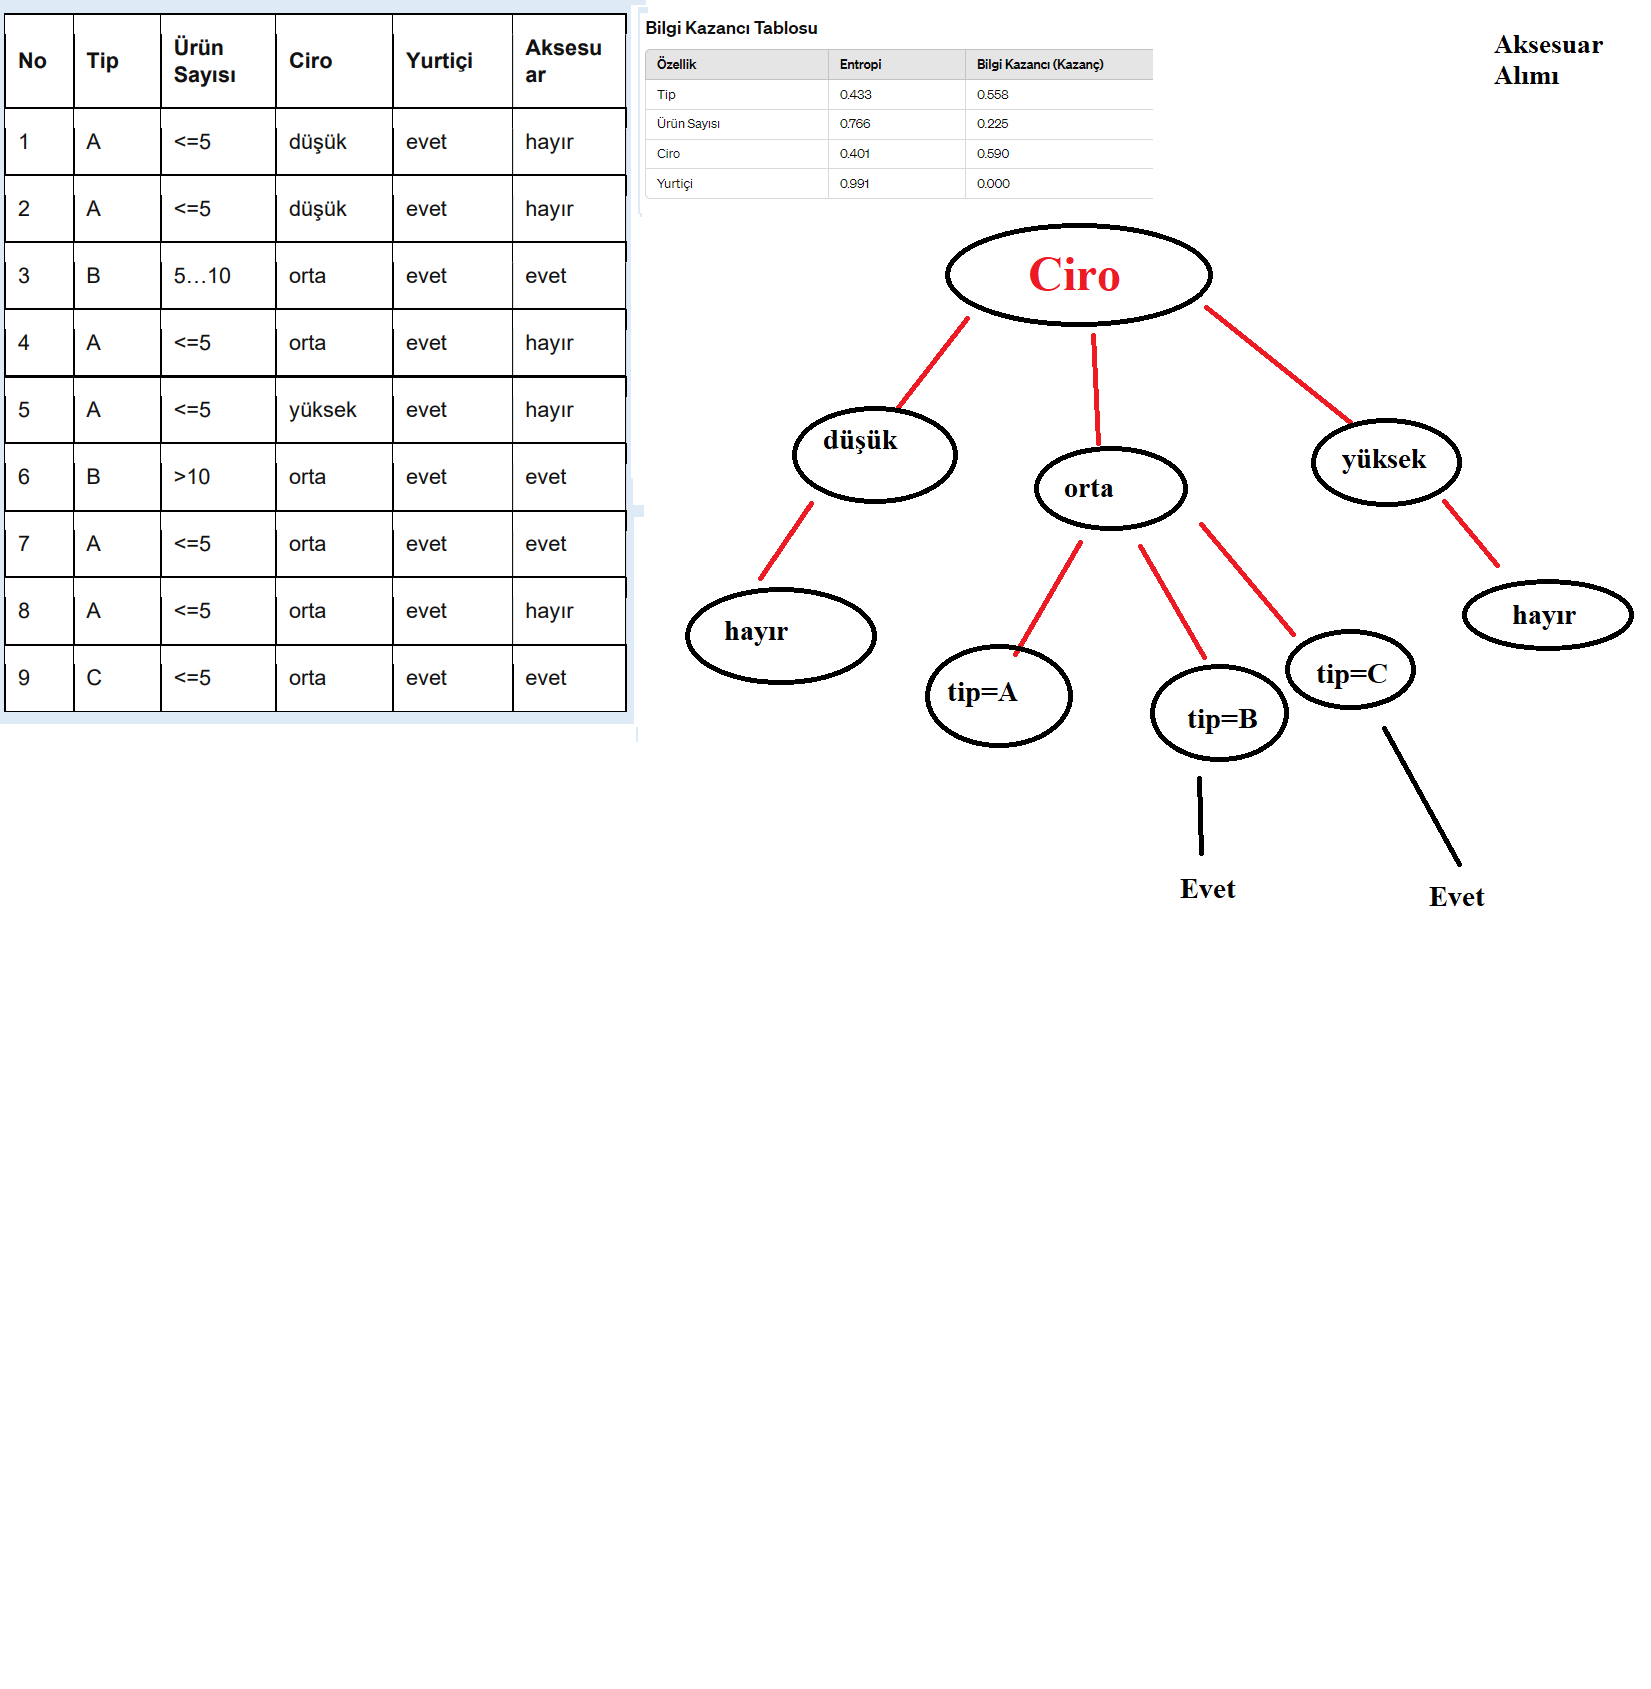 No Tip Ürün Sayısı Ciro Yurtiçi Aksesu ar
1 A <=5 düşük evet hayır
2 A <=5 düşük evet hayır
3 B 5...10 orta evet evet
4 A <=5 orta evet hayır
5 A <=5 yüksek evet hayır
6 B >10 orta evet evet
7 A <=5 orta evet evet
8 A <=5 orta evet hayır
9 C <=5 orta evet evet
Bilgi Kazancı Tablosu
Özellik Entropi Bilgi Kazancı (Kazanç)
Tip 0.433 0.558
Ürün Sayısı 0.766 0.225
Ciro 0.401 0.590
Yurtiçi 0.991 0.000
Aksesuar
Alımı
Ciro
düşük
orta
yüksek
hayır
tip=A
tip=B
tip=C
hayır
Evet
Evet